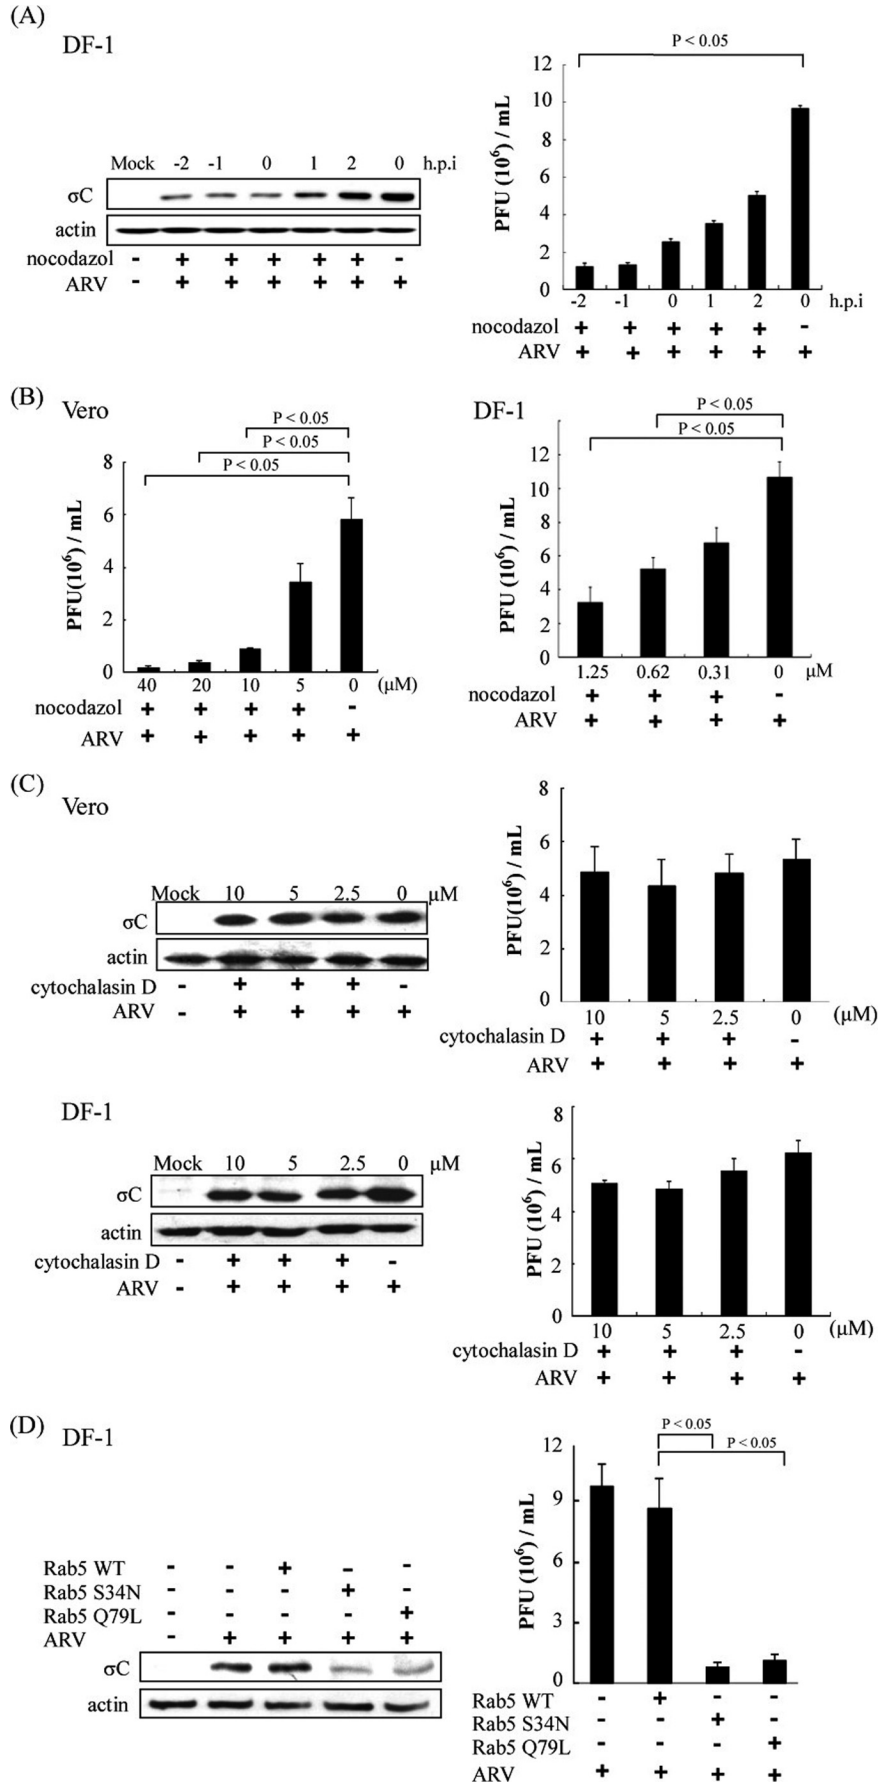 (A)
DF-1
Mock -2 -1 0 1 2 0 h.p.i
σC
actin
nocodazol - + + + + + -
ARV - + + + + + +
P < 0.05
PFU (10⁶) / mL
12
10
8
6
4
2
0
-2 -1 0 1 2 0 h.p.i
nocodazol + + + + + -
ARV + + + + + +
(B)
Vero
P < 0.05
P < 0.05
P < 0.05
PFU(10⁶) / mL
8
6
4
2
0
40 20 10 5 0 (μM)
nocodazol + + + + -
ARV + + + + +
DF-1
P < 0.05
P < 0.05
PFU (10⁶) / mL
12
10
8
6
4
2
0
1.25 0.62 0.31 0 μM
nocodazol + + + -
ARV + + + +
(C)
Vero
Mock 10 5 2.5 0 μM
σC
actin
cytochalasin D - + + + -
ARV - + + + +
PFU(10⁶) / mL
8
6
4
2
0
10 5 2.5 0 (μM)
cytochalasin D + + + -
ARV + + + +
DF-1
Mock 10 5 2.5 0 μM
σC
actin
cytochalasin D - + + + -
ARV - + + + +
PFU (10⁶) / mL
8
6
4
2
0
10 5 2.5 0 (μM)
cytochalasin D + + + -
ARV + + + +
(D)
DF-1
Rab5 WT - - + - -
Rab5 S34N - - - + -
Rab5 Q79L - - - - +
ARV - + + + +
σC
actin
P < 0.05
P < 0.05
PFU (10⁶) / mL
12
9
6
3
0
Rab5 WT - + - -
Rab5 S34N - - + -
Rab5 Q79L - - - +
ARV + + + +